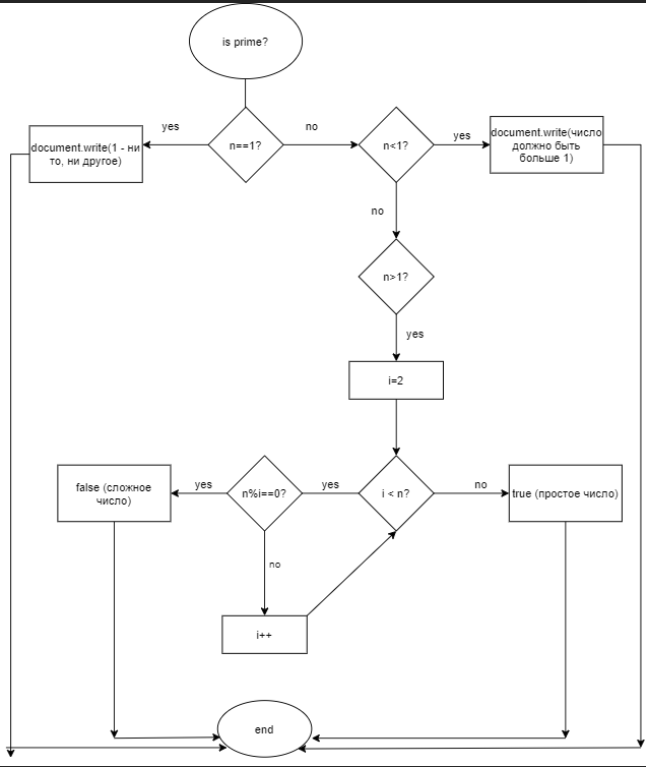 is prime?
yes
no
yes
document.write(1 - ни
то, ни другое)
n==1?
n<1?
document.write(число
должно быть
больше 1)
no
n>1?
yes
i=2
false (сложное
число)
yes
n%i==0?
yes
i < n?
no
true (простое число)
no
i++
end